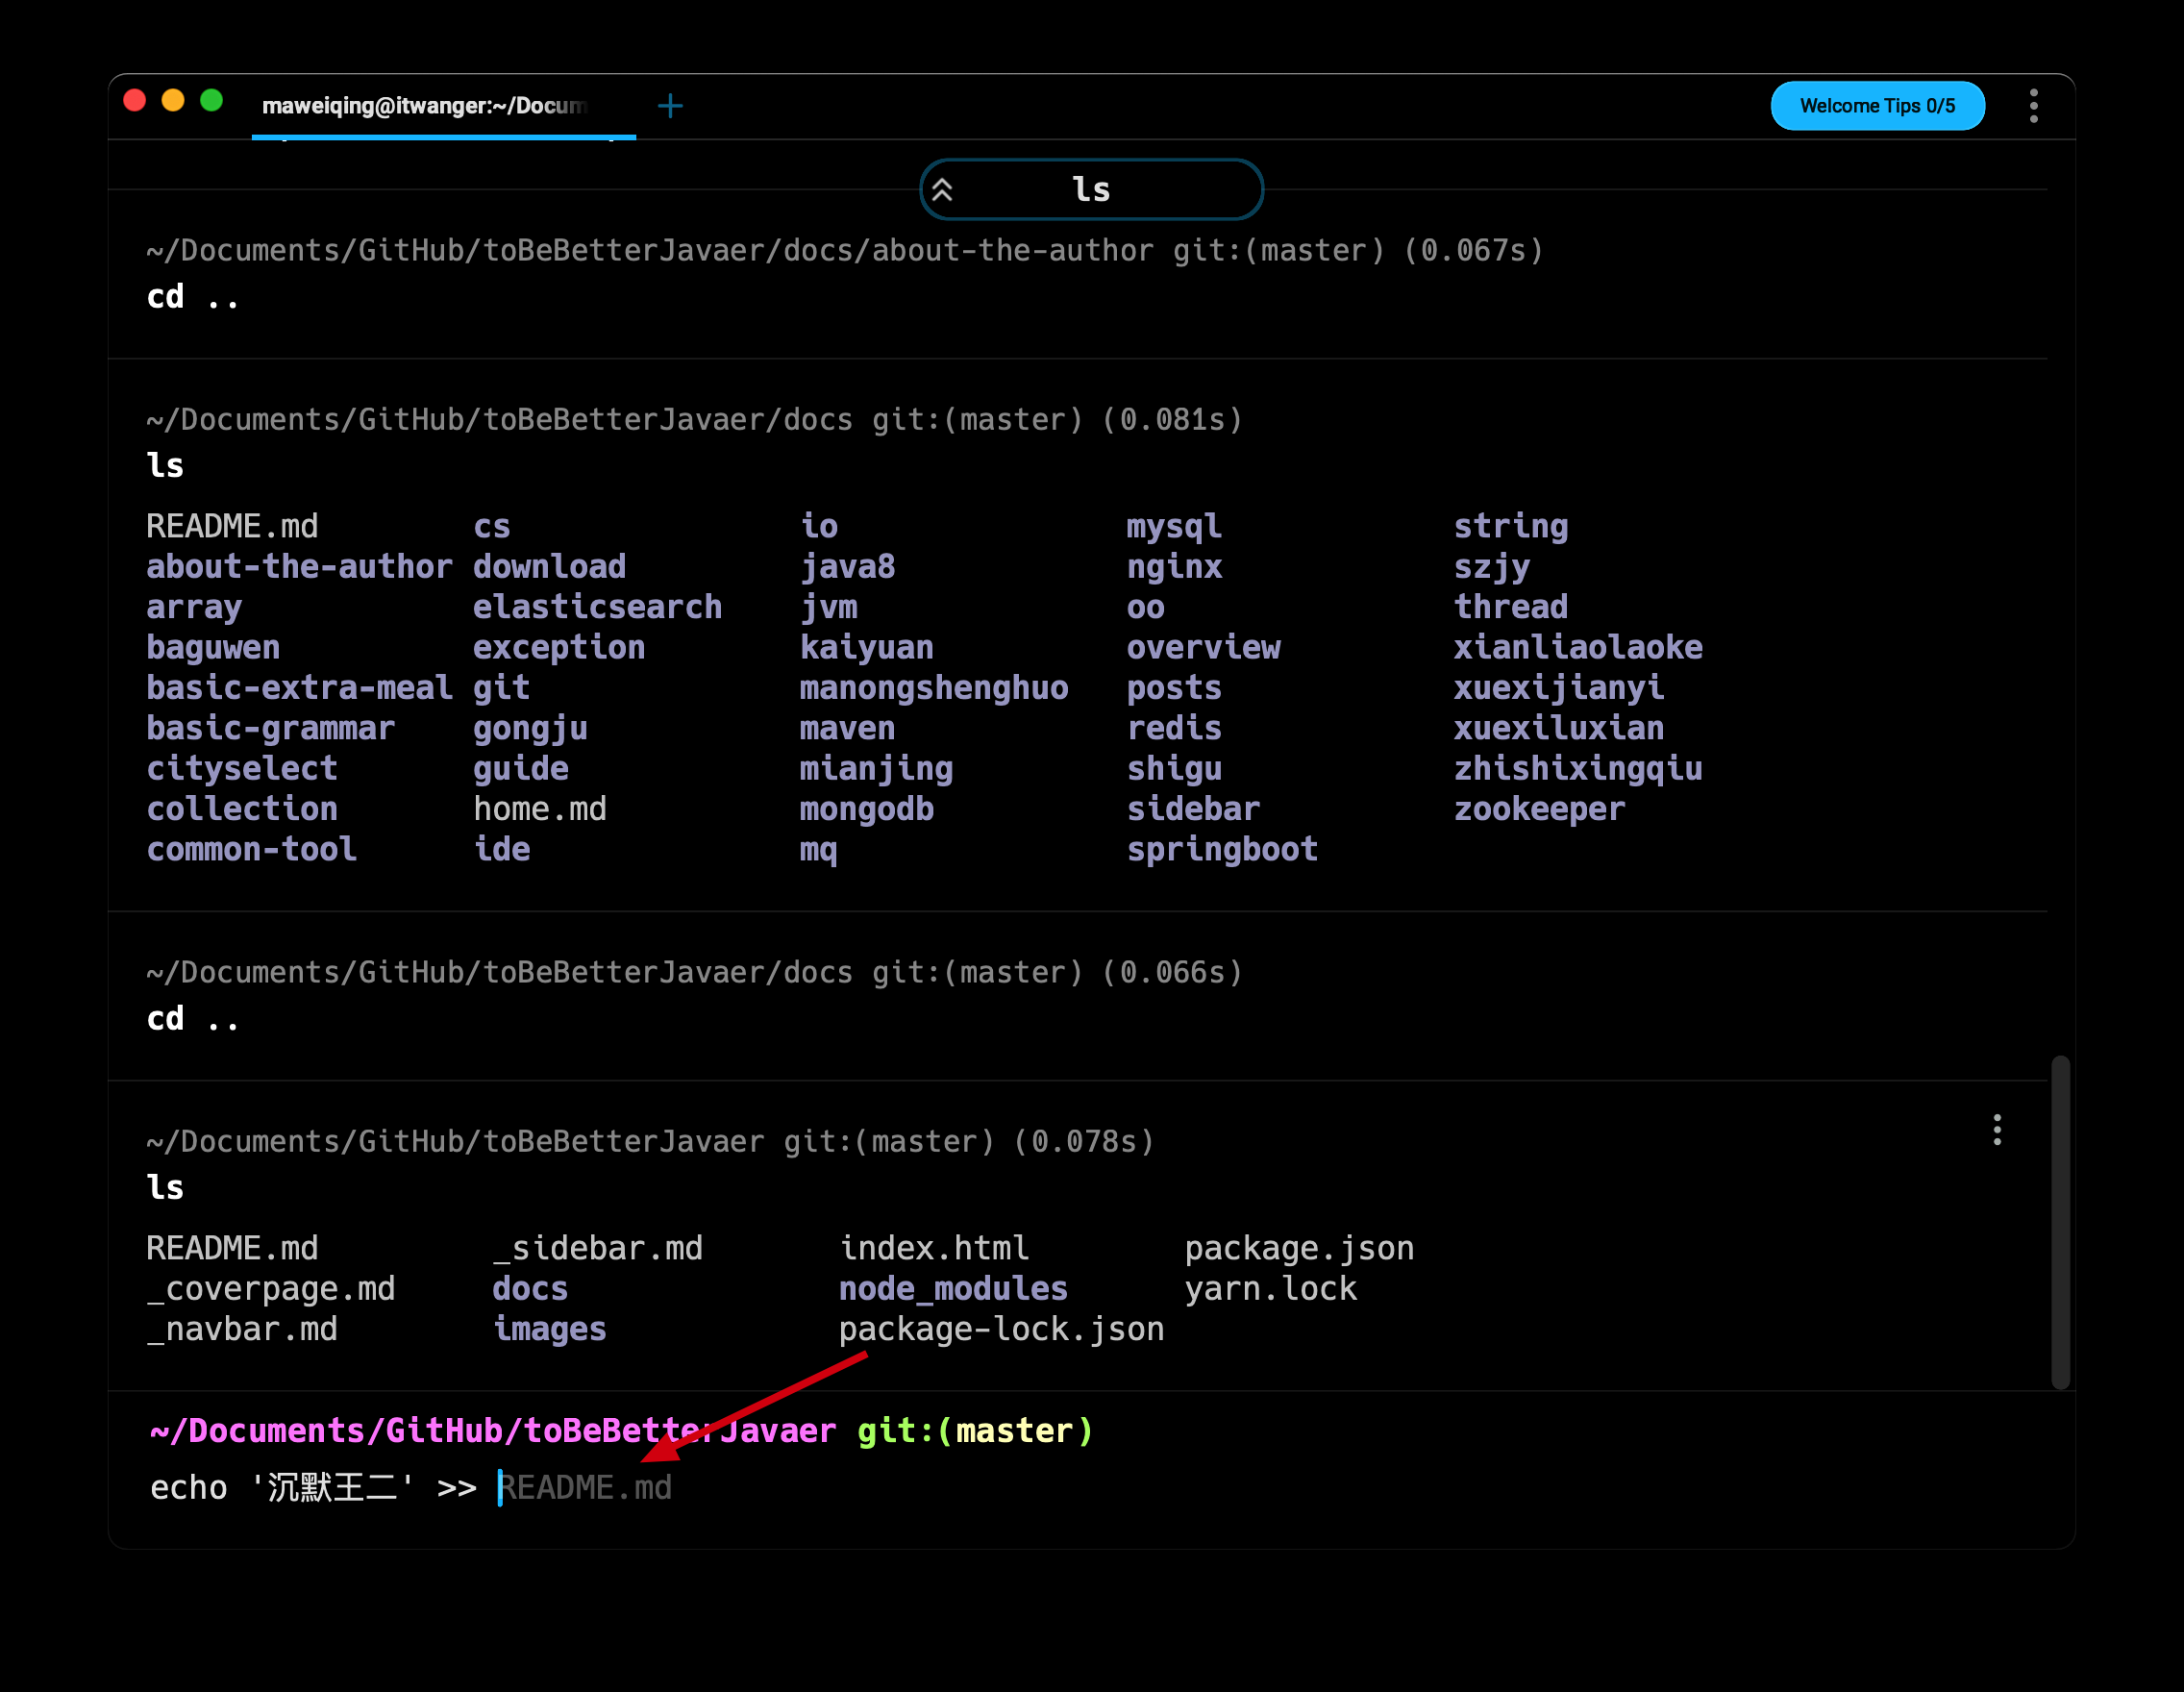 maweiqing@itwanger:~/Docum
Welcome Tips 0/5
ls
~/Documents/GitHub/toBeBetterJavaer/docs/about-the-author git:(master) (0.067s)
cd ..
~/Documents/GitHub/toBeBetterJavaer/docs git:(master) (0.081s)
ls
README.md cs io mysql string
about-the-author download java8 nginx szjy
array elasticsearch jvm oo thread
baguwen exception kaiyuan overview xianliaolaoke
basic-extra-meal git manongshenghuo posts xuexijianyi
basic-grammar gongju maven redis xuexiluxian
cityselect guide mianjing shigu zhishixingqiu
collection home.md mongodb sidebar zookeeper
common-tool ide mq springboot
~/Documents/GitHub/toBeBetterJavaer/docs git:(master) (0.066s)
cd ..
~/Documents/GitHub/toBeBetterJavaer git:(master) (0.078s)
ls
README.md _sidebar.md index.html package.json
_coverpage.md docs node_modules yarn.lock
_navbar.md images package-lock.json
~/Documents/GitHub/toBeBetterJavaer git:(master)
echo '沉默王二' >> README.md